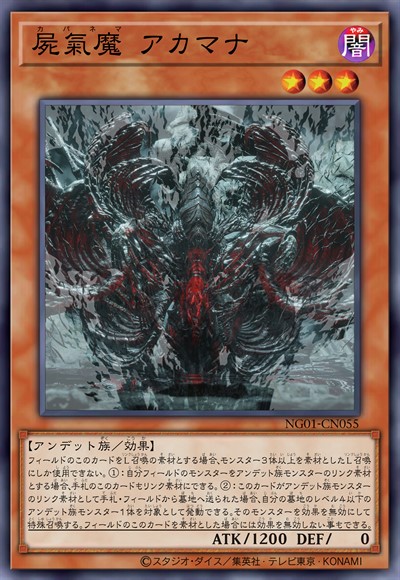 カバネマ
屍氣魔 アカマナ
やみ
闇
NG01-CN055
【アンデット族／効果】
フィールドのこのカードをL召喚の素材とする場合、モンスター3体以上を素材としたL召喚
にしか使用できない。①：自分フィールドのモンスターをアンデット族モンスターのリンク素材
とする場合、手札のこのカードもリンク素材にできる。②：このカードがアンデット族モンスター
のリンク素材として手札・フィールドから墓地へ送られた場合、自分の墓地のレベル4以下の
アンデット族モンスター1体を対象として発動できる。そのモンスターを効果を無効にして
特殊召喚する。フィールドのこのカードを素材とした場合には効果を無効しない事もできる。
ATK/1200 DEF/ 0
©スタジオ・ダイス／集英社・テレビ東京・KONAMI